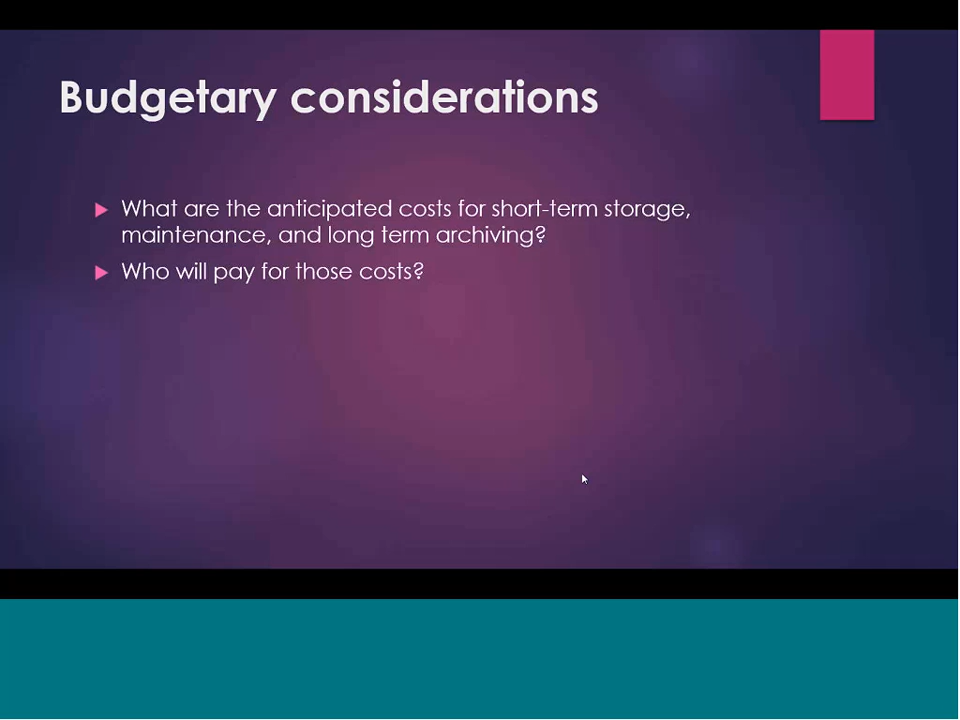 Budgetary considerations
What are the anticipated costs for short-term storage,
maintenance, and long term archiving?
Who will pay for those costs?